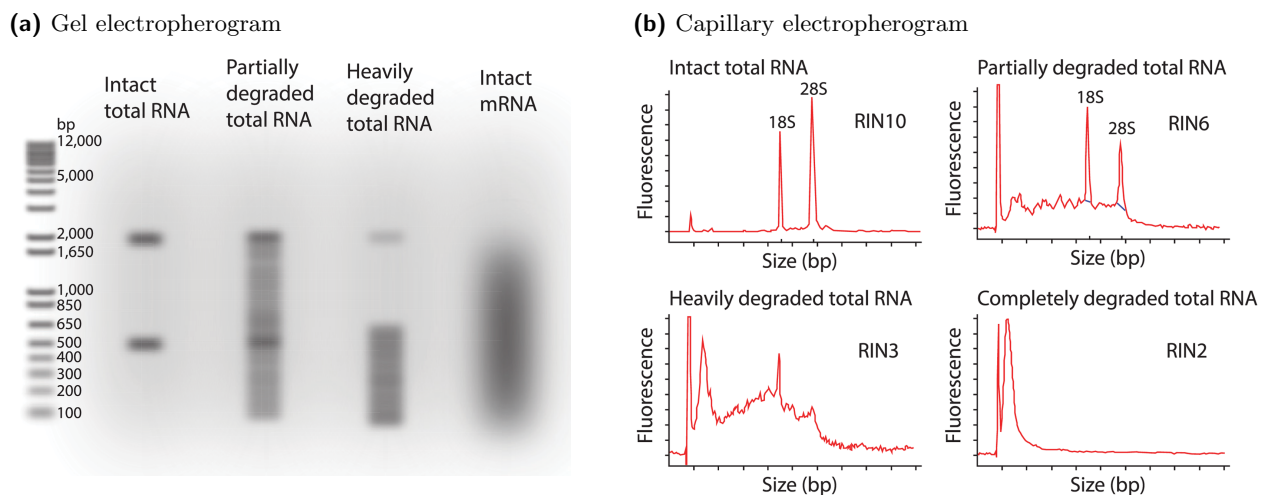 (a) Gel electropherogram
Intact
total RNA
Partially
degraded
total RNA
Heavily
degraded
total RNA
Intact
mRNA
bp
12,000
5,000
2,000
1,650
1,000
850
650
500
400
300
200
100
(b) Capillary electropherogram
Intact total RNA
Fluorescence
18S
28S
RIN10
Size (bp)
Partially degraded total RNA
Fluorescence
18S
28S
RIN6
Size (bp)
Heavily degraded total RNA
Fluorescence
RIN3
Size (bp)
Completely degraded total RNA
Fluorescence
RIN2
Size (bp)